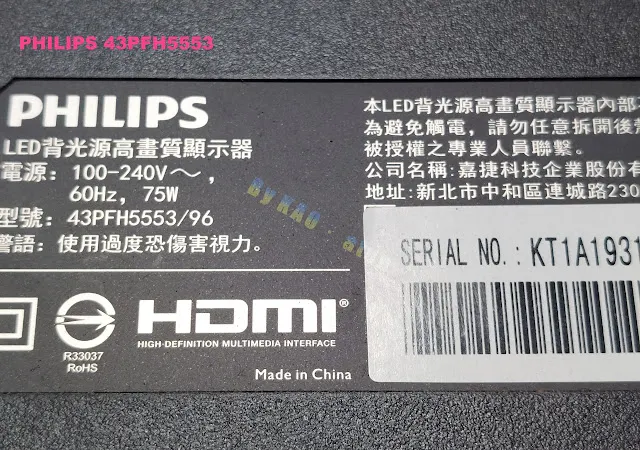 PHILIPS 43PFH5553
PHILIPS
LED背光源高畫質顯示器
電源: 100-240V～,
60Hz, 75W
型號: 43PFH5553/96
警語: 使用過度恐傷害視力。
R33037
RoHS
HDMI®
HIGH-DEFINITION MULTIMEDIA INTERFACE
Made in China
本LED背光源高畫質顯示器內部
為避免觸電，請勿任意拆開後
被授權之專業人員聯繫。
公司名稱: 嘉捷科技企業股份有
地址: 新北市中和區連城路230
SERIAL NO.: KT1A1931
By KAO